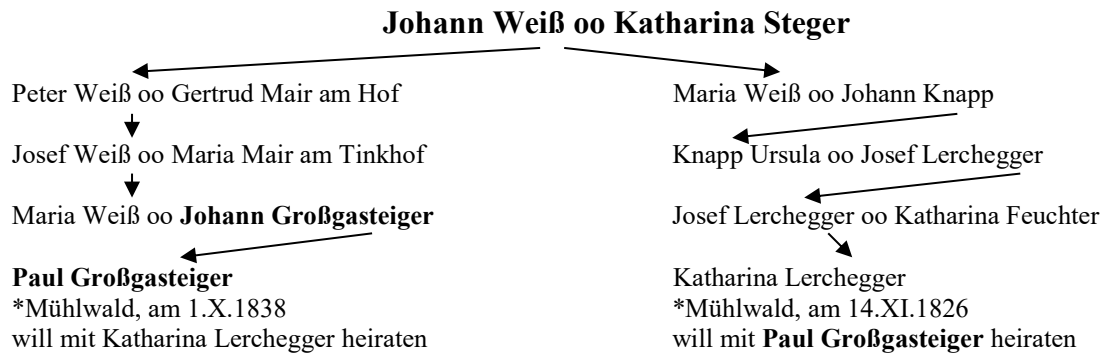 Johann Weiß oo Katharina Steger
Peter Weiß oo Gertrud Mair am Hof
Maria Weiß oo Johann Knapp
Josef Weiß oo Maria Mair am Tinkhof
Knapp Ursula oo Josef Lerchegger
Maria Weiß oo Johann Großgasteiger
Josef Lerchegger oo Katharina Feuchter
Paul Großgasteiger
*Mühlwald, am 1.X.1838
will mit Katharina Lerchegger heiraten
Katharina Lerchegger
*Mühlwald, am 14.XI.1826
will mit Paul Großgasteiger heiraten